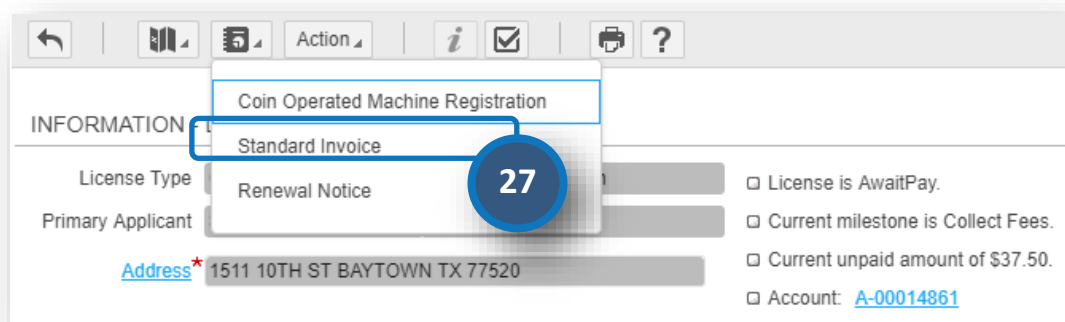 Action
Coin Operated Machine Registration
INFORMATION -
Standard Invoice
27
License Type
Renewal Notice
License is AwaitPay.
Primary Applicant
Current milestone is Collect Fees.
Address* 1511 10TH ST BAYTOWN TX 77520
Current unpaid amount of $37.50.
Account: A-00014861